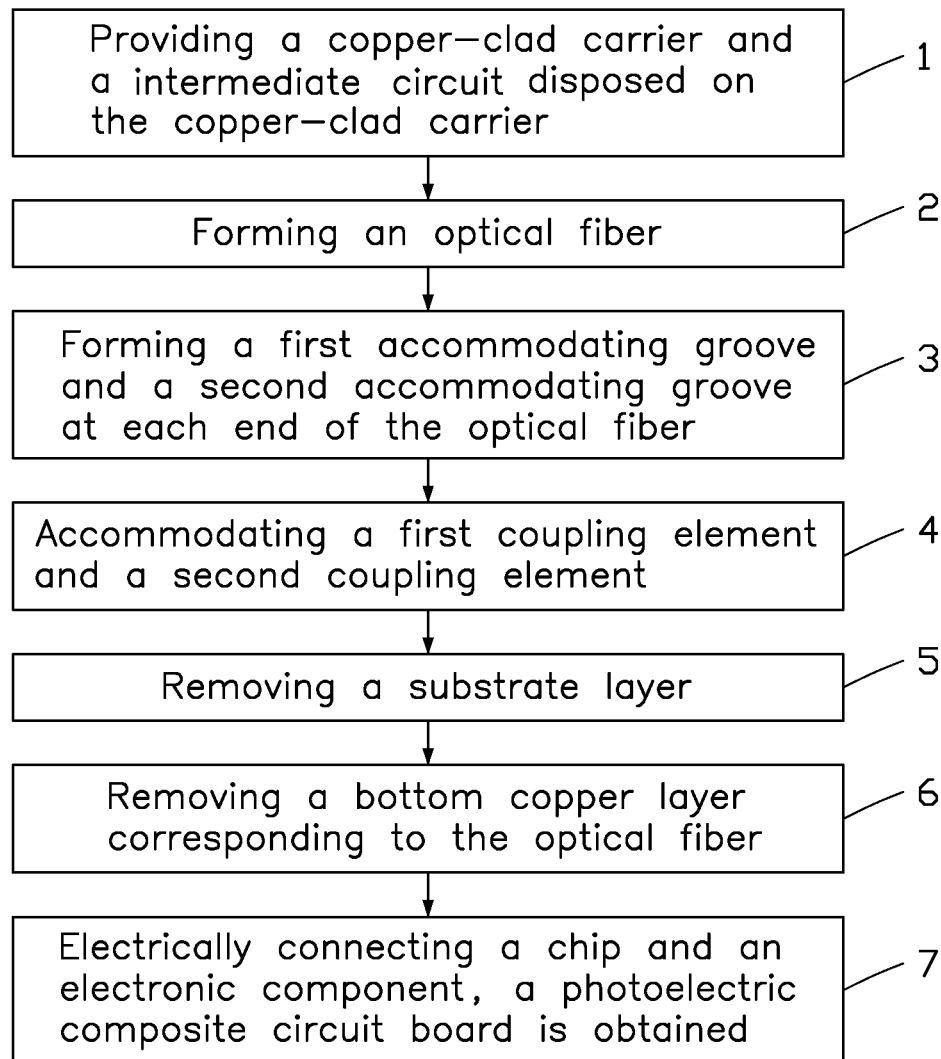 Providing a copper-clad carrier and
a intermediate circuit disposed on
the copper-clad carrier
1
Forming an optical fiber
2
Forming a first accommodating groove
and a second accommodating groove
at each end of the optical fiber
3
Accommodating a first coupling element
and a second coupling element
4
Removing a substrate layer
5
Removing a bottom copper layer
corresponding to the optical fiber
6
Electrically connecting a chip and an
electronic component, a photoelectric
composite circuit board is obtained
7